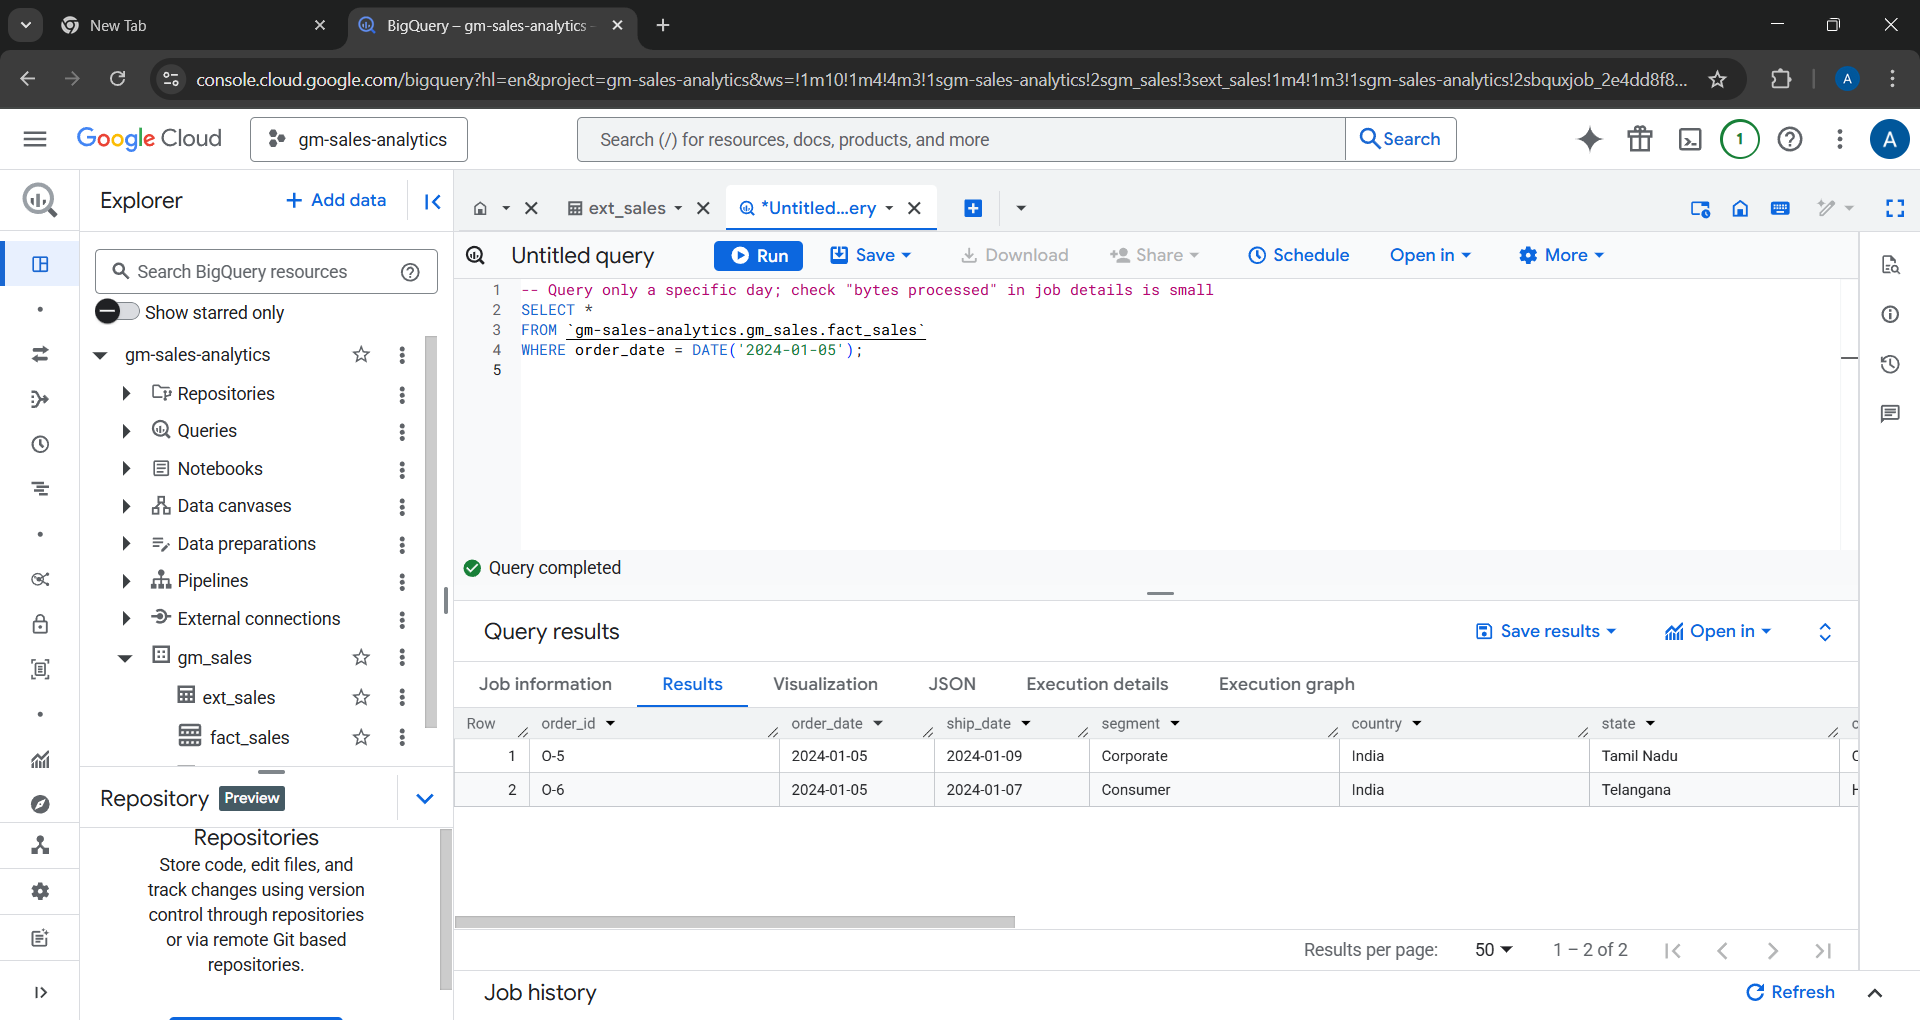 New Tab
BigQuery – gm-sales-analytics
console.cloud.google.com/bigquery?hl=en&project=gm-sales-analytics&ws=!1m10!1m4!4m3!1sgm-sales-analytics!2sgm_sales!3sext_sales!1m4!1m3!1sgm-sales-analytics!2sbquxjob_2e4dd8f8...
A
Google Cloud
gm-sales-analytics
Search (/) for resources, docs, products, and more
Search
1
A
Explorer
+ Add data
ext_sales
*Untitled...ery
Search BigQuery resources
Show starred only
gm-sales-analytics
Repositories
Queries
Notebooks
Data canvases
Data preparations
Pipelines
External connections
gm_sales
ext_sales
fact_sales
Repository Preview
Repositories
Store code, edit files, and
track changes using version
control through repositories
or via remote Git based
repositories.
Untitled query
Run
Save
Download
Share
Schedule
Open in
More
1 -- Query only a specific day; check "bytes processed" in job details is small
2 SELECT *
3 FROM `gm-sales-analytics.gm_sales.fact_sales`
4 WHERE order_date = DATE('2024-01-05');
5
Query completed
Query results
Save results
Open in
Job information Results Visualization JSON Execution details Execution graph
Row order_id order_date ship_date segment country state c
1 O-5 2024-01-05 2024-01-09 Corporate India Tamil Nadu
2 O-6 2024-01-05 2024-01-07 Consumer India Telangana
Results per page: 50 1 – 2 of 2
Job history
Refresh